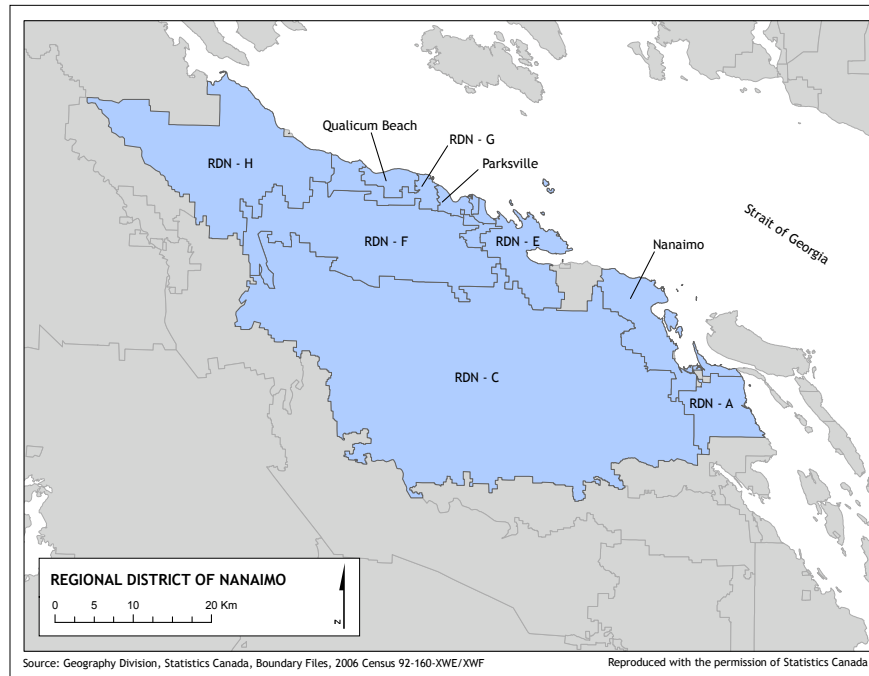 Qualicum Beach
RDN - G
Parksville
RDN - H
RDN - F
RDN - E
Nanaimo
Strait of Georgia
RDN - C
RDN - A
REGIONAL DISTRICT OF NANAIMO
0 5 10 20 Km
N
Source: Geography Division, Statistics Canada, Boundary Files, 2006 Census 92-160-XWE/XWF
Reproduced with the permission of Statistics Canada